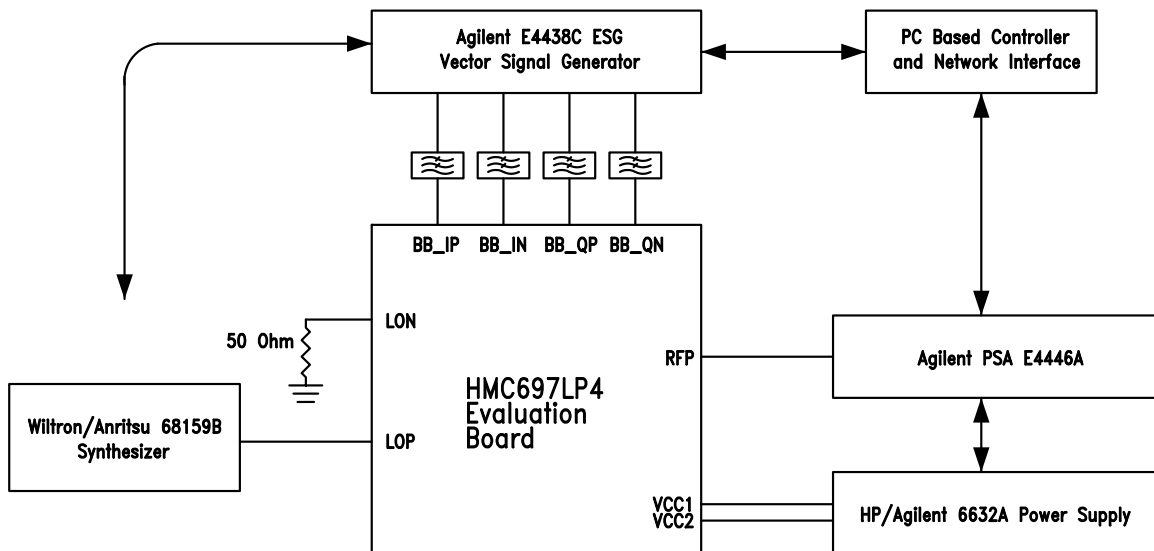 Agilent E4438C ESG
Vector Signal Generator
PC Based Controller
and Network Interface
BB_IP BB_IN BB_QP BB_QN
LON
50 Ohm
RFP
Agilent PSA E4446A
HMC697LP4
Evaluation
Board
Wiltron/Anritsu 68159B
Synthesizer
LOP
VCC1
VCC2
HP/Agilent 6632A Power Supply